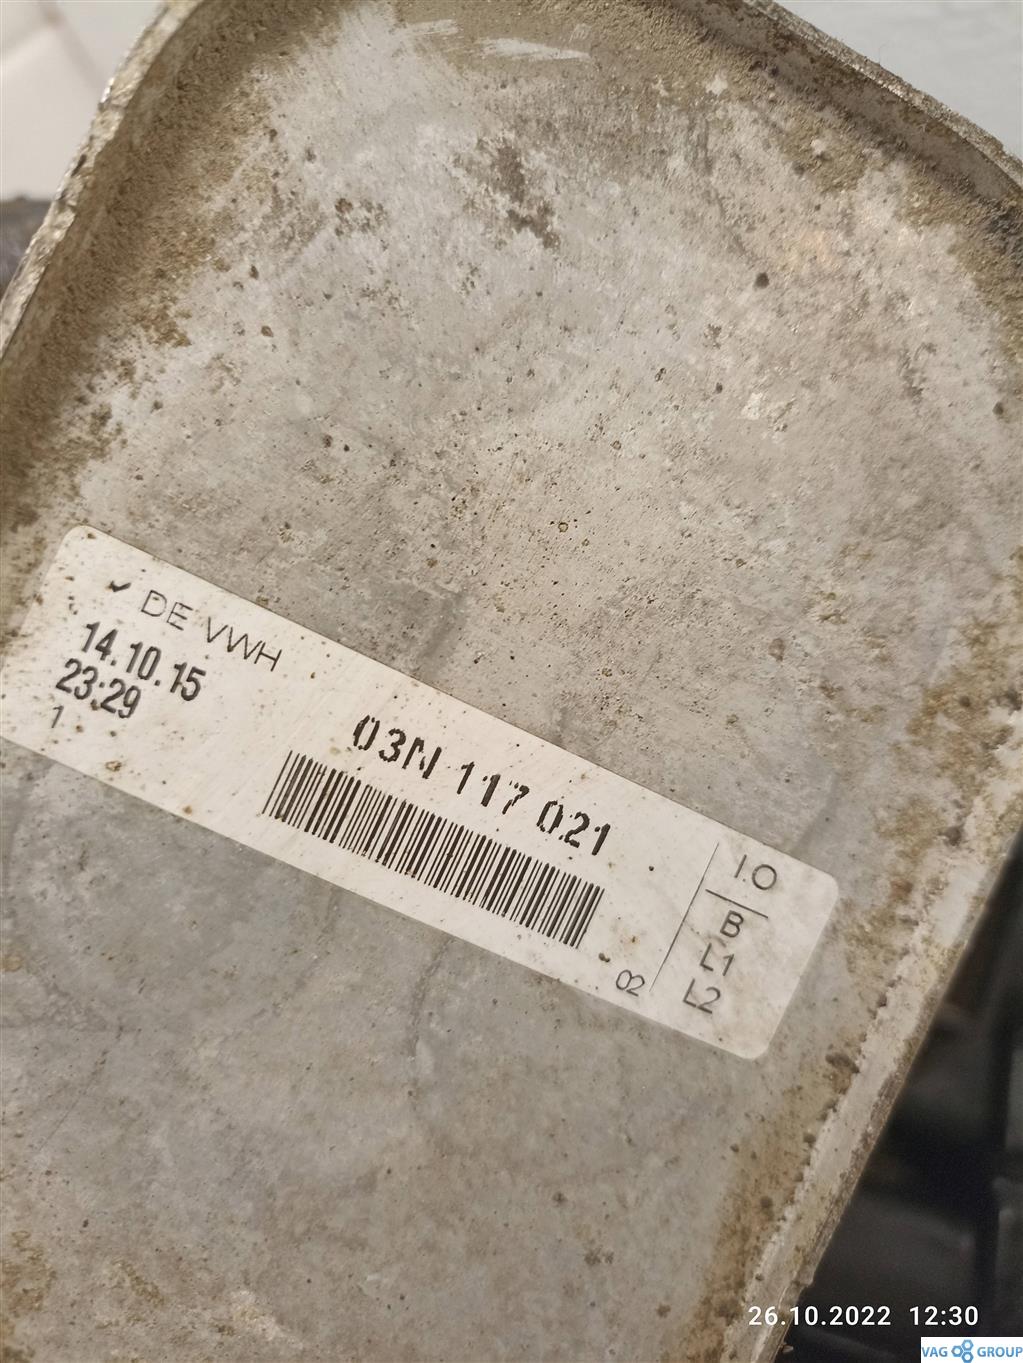 DE VWH
14.10.15
23:29
1
03N 117 021
02
I.O
B
L1
L2
26.10.2022 12:30
VAG GROUP